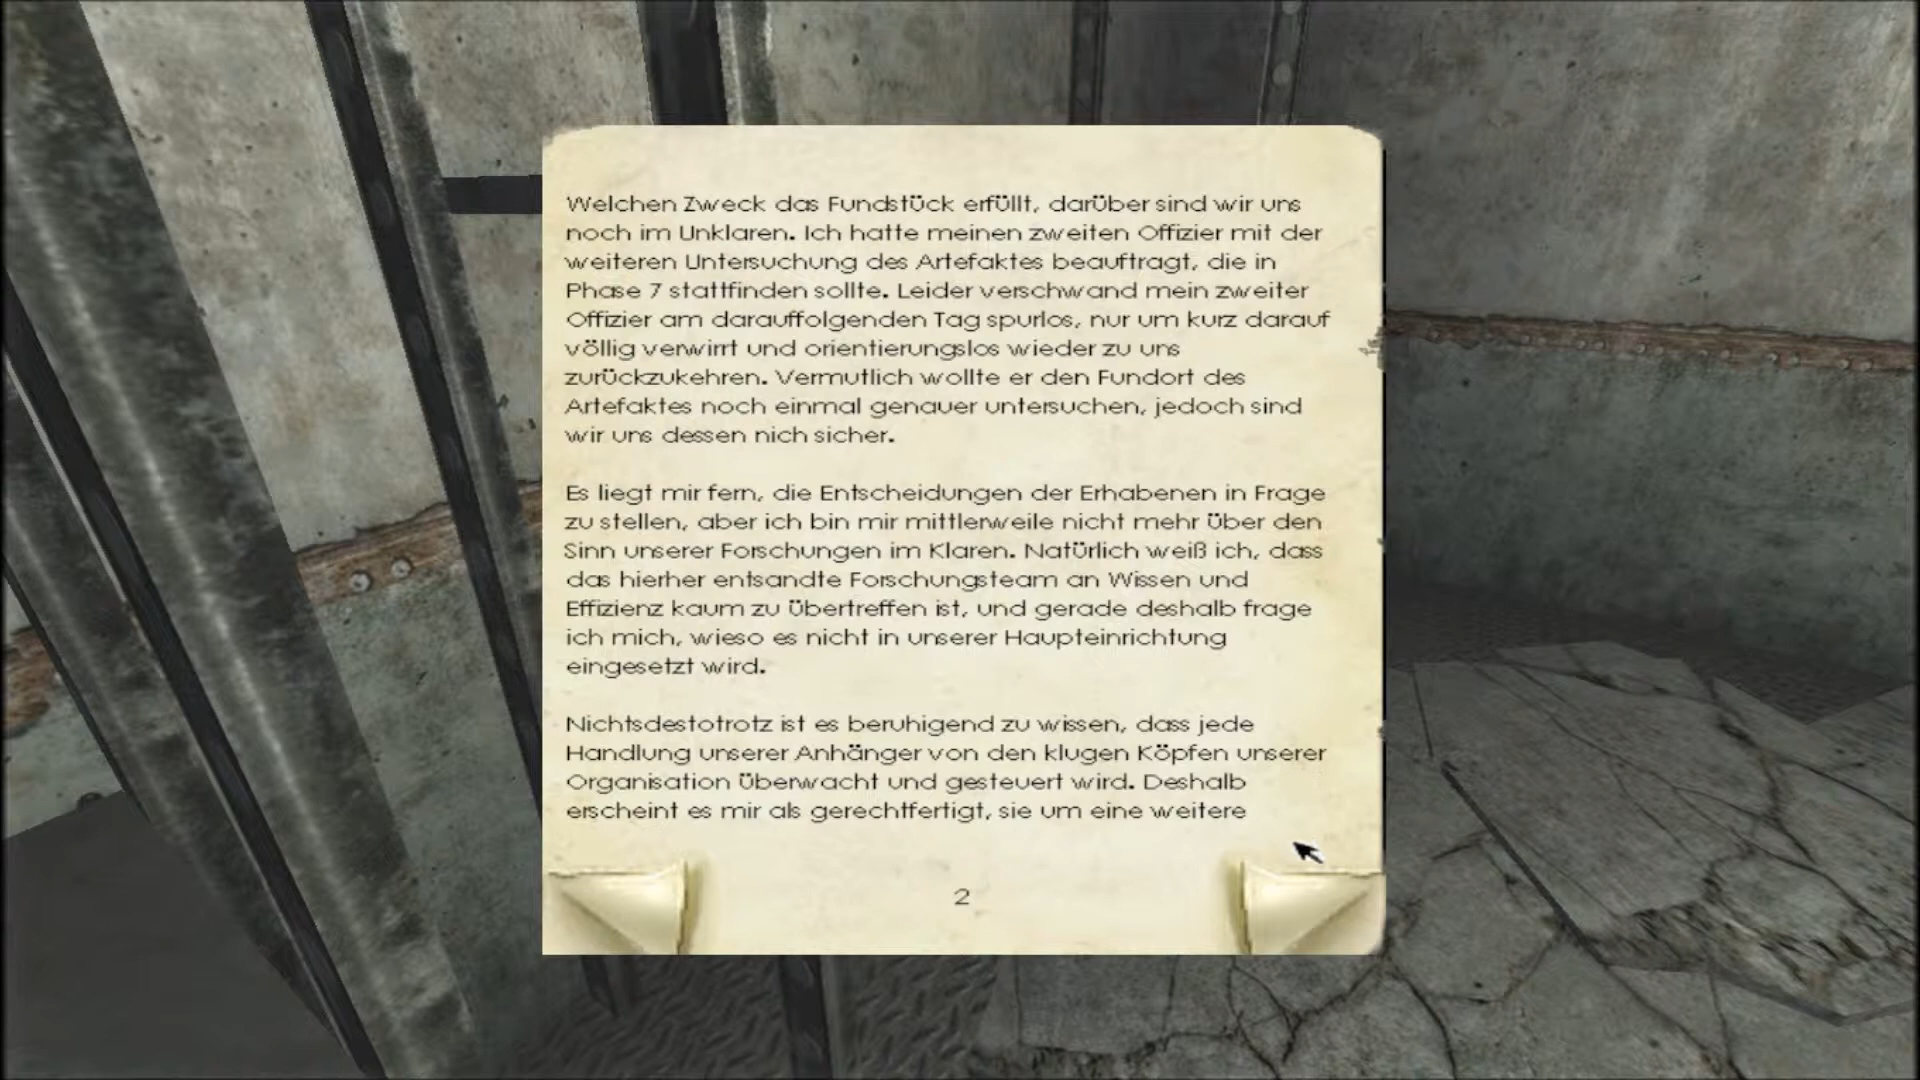 Welchen Zweck das Fundstück erfüllt, darüber sind wir uns
noch im Unklaren. Ich hatte meinen zweiten Offizier mit der
weiteren Untersuchung des Artefaktes beauftragt, die in
Phase 7 stattfinden sollte. Leider verschwand mein zweiter
Offizier am darauffolgenden Tag spurlos, nur um kurz darauf
völlig verwirrt und orientierungslos wieder zu uns
zurückzukehren. Vermutlich wollte er den Fundort des
Artefaktes noch einmal genauer untersuchen, jedoch sind
wir uns dessen nich sicher.
Es liegt mir fern, die Entscheidungen der Erhabenen in Frage
zu stellen, aber ich bin mir mittlerweile nicht mehr über den
Sinn unserer Forschungen im Klaren. Natürlich weiß ich, dass
das hierher entsandte Forschungsteam an Wissen und
Effizienz kaum zu übertreffen ist, und gerade deshalb frage
ich mich, wieso es nicht in unserer Haupteinrichtung
eingesetzt wird.
Nichtsdestotrotz ist es beruhigend zu wissen, dass jede
Handlung unserer Anhänger von den klugen Köpfen unserer
Organisation überwacht und gesteuert wird. Deshalb
erscheint es mir als gerechtfertigt, sie um eine weitere
2